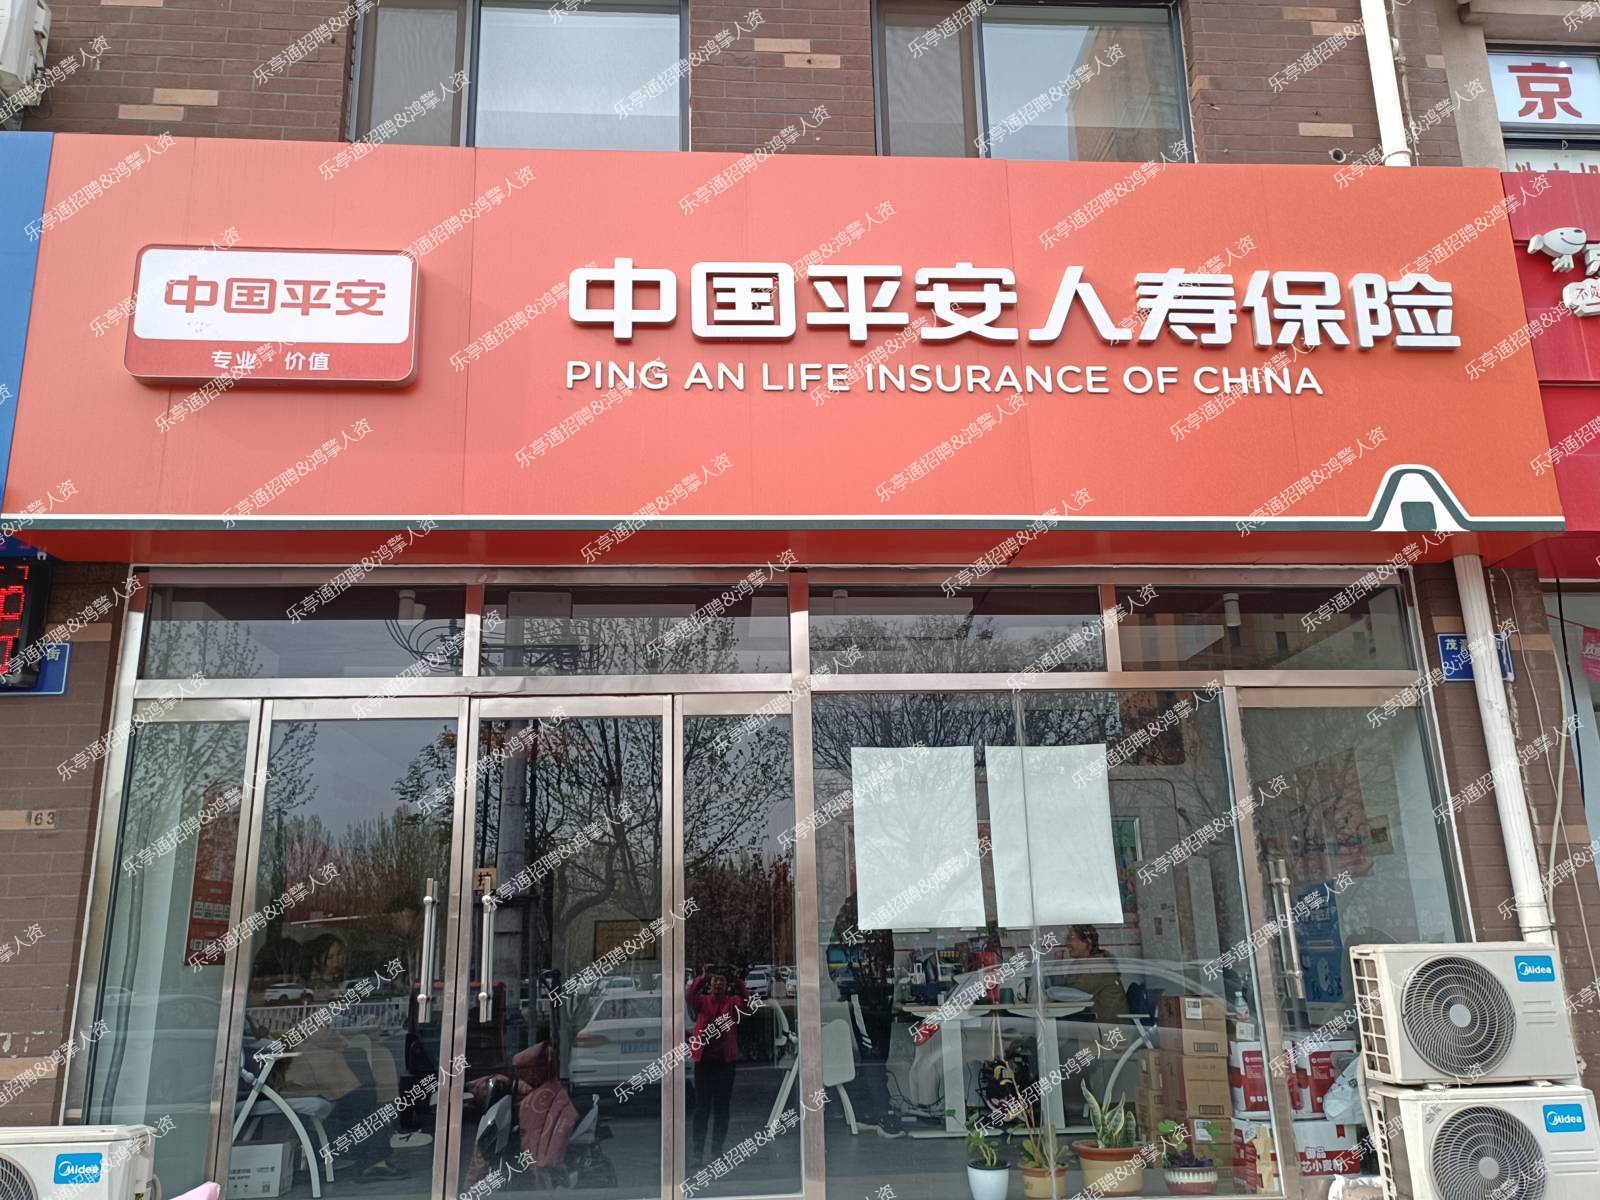 京
中国平安
专业 价值
中国平安人寿保险
PING AN LIFE INSURANCE OF CHINA
街
63
Midea
Midea
Midea
乐亭通招聘&鸿擎人资